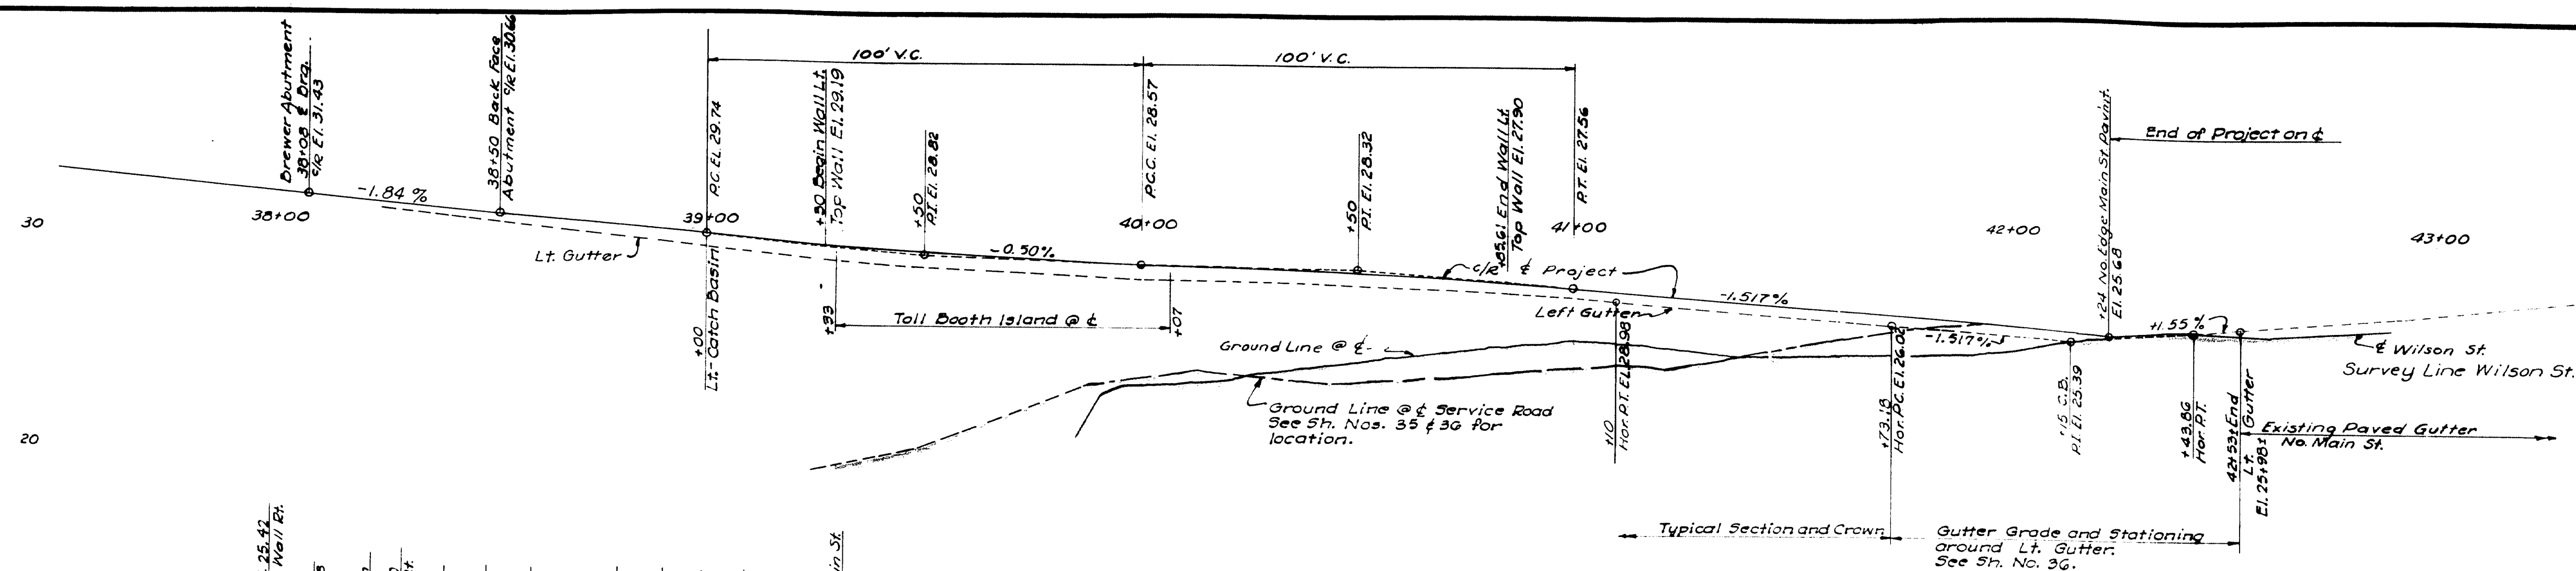 Brewer Abutment
38+08 ¢ Brg.
c/R El. 31.43
38+50 Back Face
Abutment c/R El. 30.66
100' V.C.
100' V.C.
P.C. El. 29.74
+30 Begin Wall Lt.
Top Wall El. 29.19
+50
P.I. El. 28.82
P.C.C. El. 28.57
+50
P.I. El. 28.32
+85.61 End Wall Lt.
Top Wall El. 27.90
P.T. El. 27.56
+24 No. Edge Main St. Pavm't.
El. 25.68
End of Project on ¢
-1.84 %
30
38+00
39+00
40+00
41+00
42+00
43+00
Lt. Gutter
-0.50%
c/R ¢ Project
-1.517%
+00
Lt.- Catch Basin
+33
Toll Booth Island @ ¢
+07
Left Gutter
-1.517%
+1.55 %
¢ Wilson St.
Survey Line Wilson St.
Ground Line @ ¢
Ground Line @ ¢ Service Road
See Sh. Nos. 35 & 36 for
location.
+10
Hor. P.T. El. 28.98
+73.18
Hor. P.C. El. 26.02
+15 C.B.
P.I. El. 25.39
+43.86
Hor. P.T.
42+53± End
Lt. Gutter
El. 25+98±
Existing Paved Gutter
No. Main St.
20
Typical Section and Crown
Gutter Grade and Stationing
around Lt. Gutter.
See Sh. No. 36.
25.42
Wall Rt.
in St.